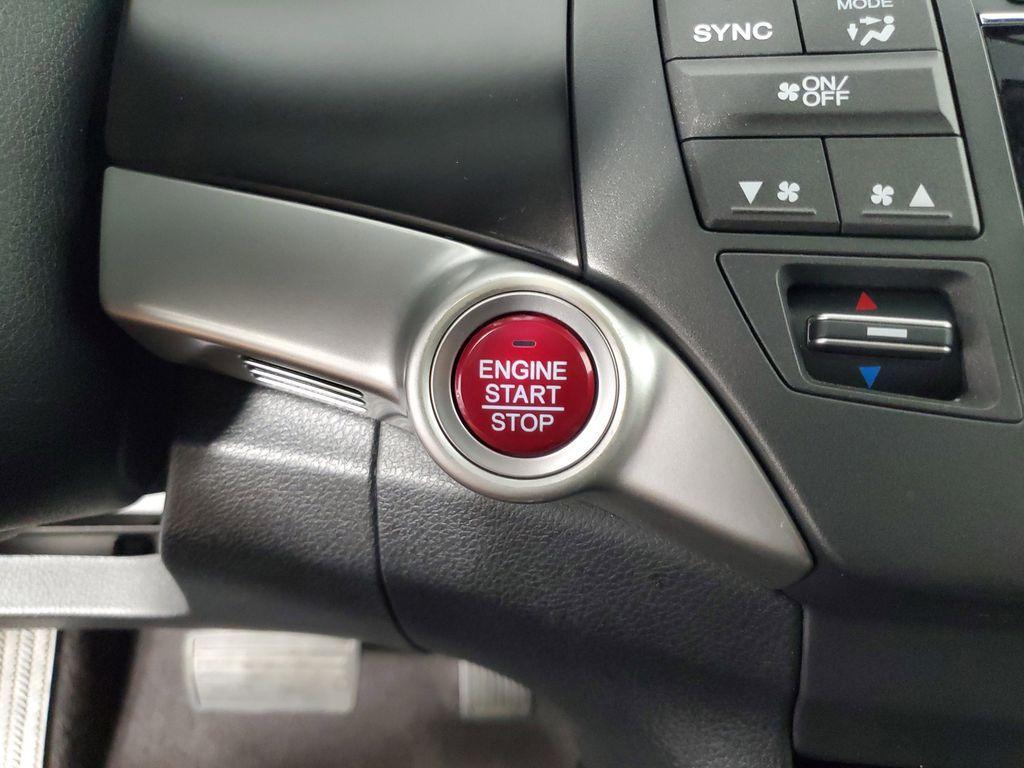 MODE
SYNC
ON/
OFF
ENGINE
START
STOP